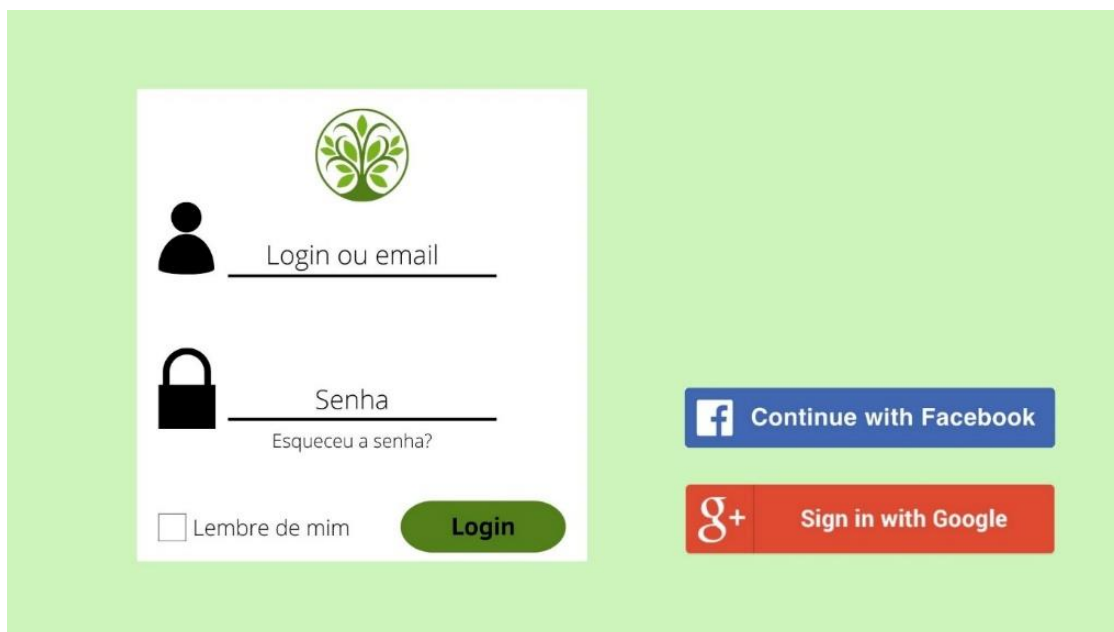 Login ou email
Senha
Esqueceu a senha?
Lembre de mim
Login
Continue with Facebook
g+ Sign in with Google